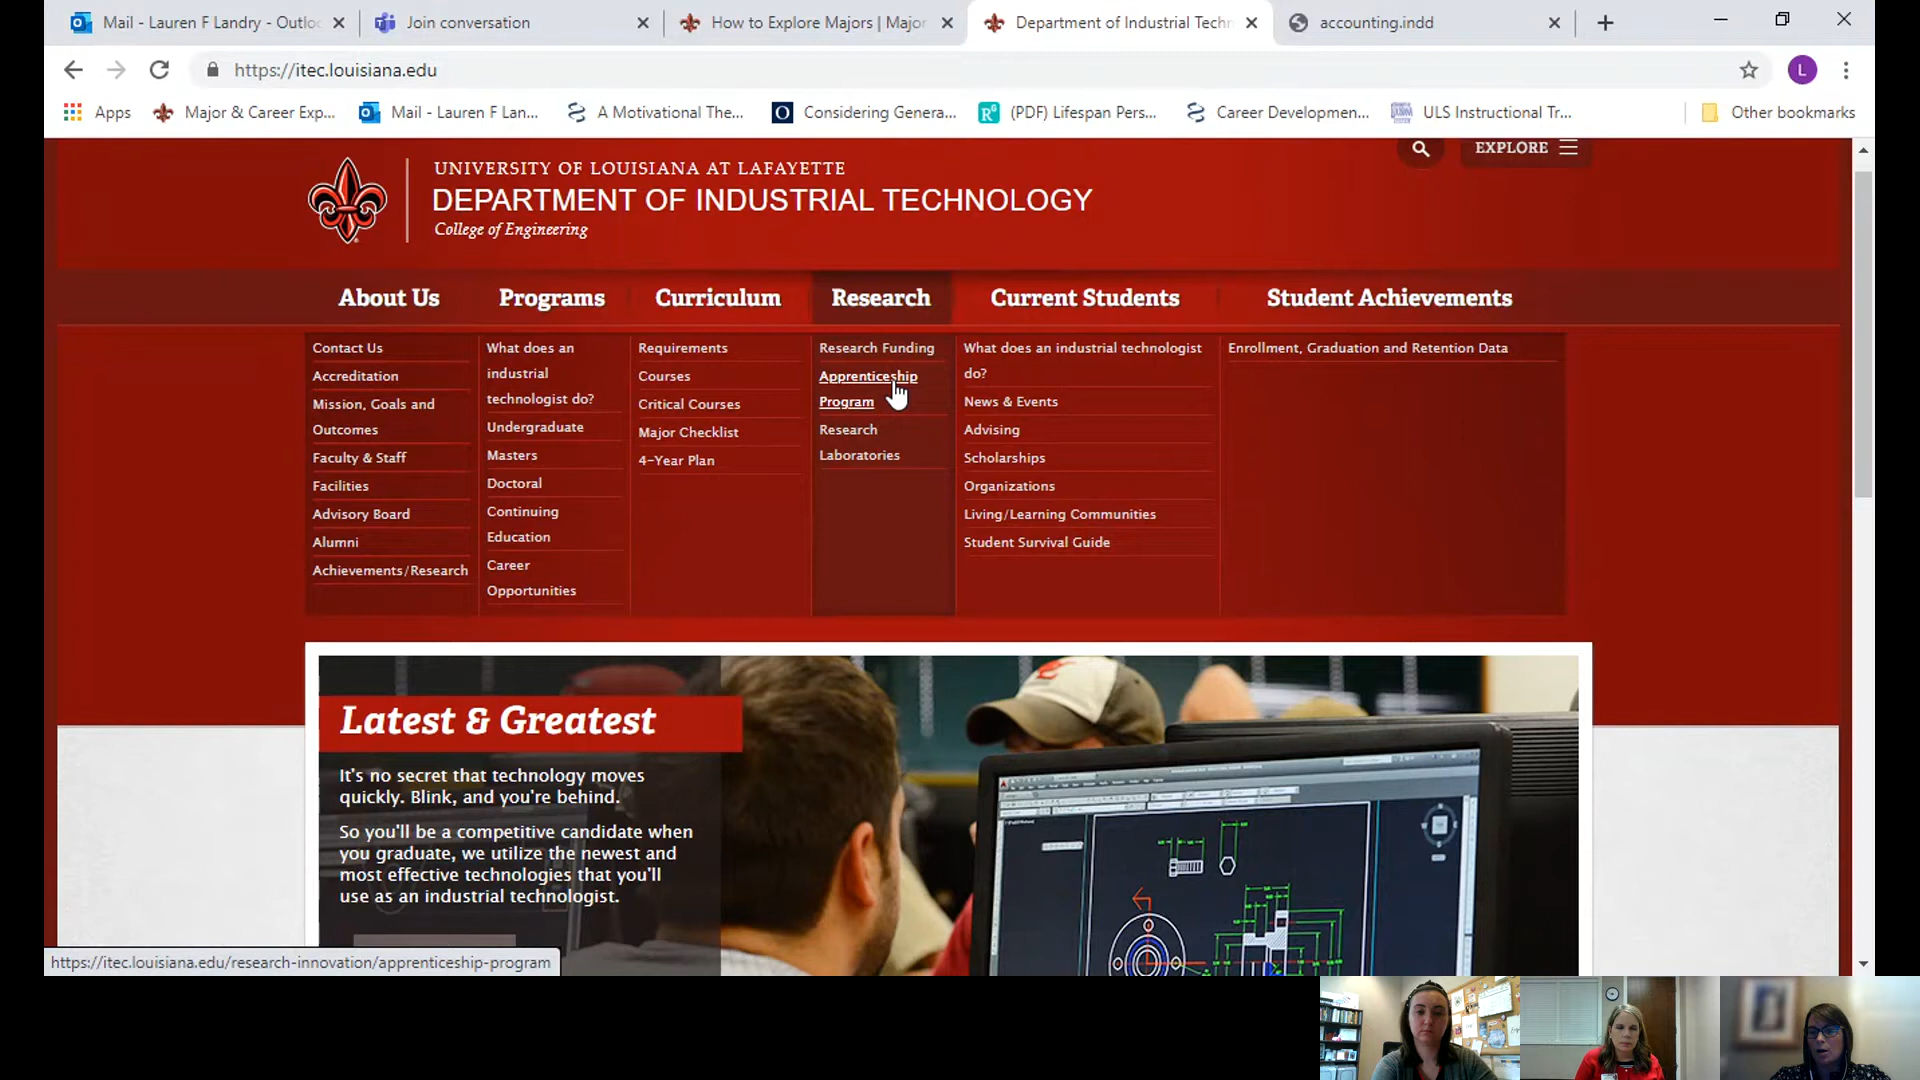 Mail - Lauren F Landry - Outlo
Join conversation
How to Explore Majors | Major
Department of Industrial Techn
accounting.indd
https://itec.louisiana.edu
L
Apps
Major & Career Exp...
Mail - Lauren F Lan...
A Motivational The...
Considering Genera...
(PDF) Lifespan Pers...
Career Developmen...
ULS Instructional Tr...
Other bookmarks
EXPLORE
UNIVERSITY OF LOUISIANA AT LAFAYETTE
DEPARTMENT OF INDUSTRIAL TECHNOLOGY
College of Engineering
About Us
Programs
Curriculum
Research
Current Students
Student Achievements
Contact Us
Accreditation
Mission, Goals and
Outcomes
Faculty & Staff
Facilities
Advisory Board
Alumni
Achievements/Research
What does an
industrial
technologist do?
Undergraduate
Masters
Doctoral
Continuing
Education
Career
Opportunities
Requirements
Courses
Critical Courses
Major Checklist
4-Year Plan
Research Funding
Apprenticeship
Program
Research
Laboratories
What does an industrial technologist
do?
News & Events
Advising
Scholarships
Organizations
Living/Learning Communities
Student Survival Guide
Enrollment, Graduation and Retention Data
Latest & Greatest
It's no secret that technology moves
quickly. Blink, and you're behind.
So you'll be a competitive candidate when
you graduate, we utilize the newest and
most effective technologies that you'll
use as an industrial technologist.
https://itec.louisiana.edu/research-innovation/apprenticeship-program